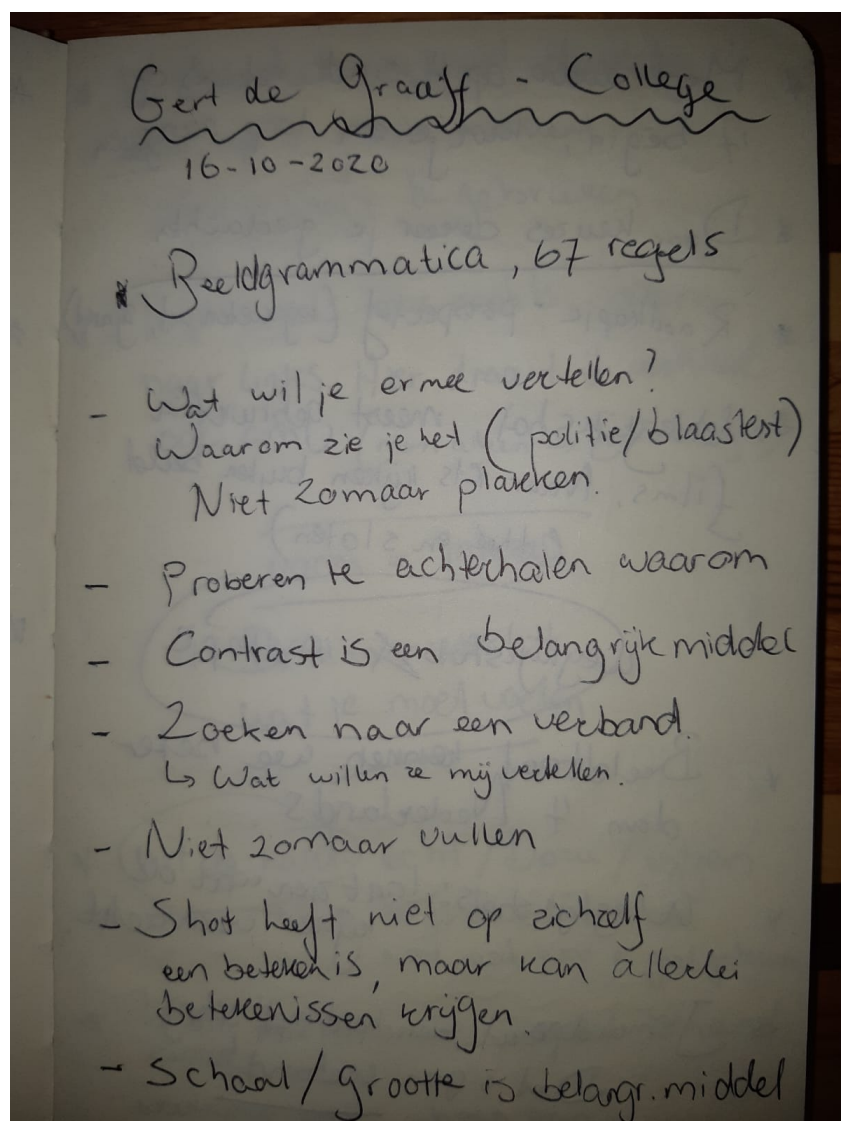 Gert de Graaff - College
16-10-2020
Beeldgrammatica, 67 regels
- Wat wil je ermee vertellen?
Waarom zie je het (politie/blaastest)
Niet zomaar plakken.
- Proberen te achterhalen waarom
- Contrast is een belangrijk middel
- Zoeken naar een verband.
↳ Wat willen ze mij vertellen.
- Niet zomaar vullen
- Shot heeft niet op zichzelf
een betekenis, maar kan allerlei
betekenissen krijgen.
- Schaal/grootte is belangr. middel